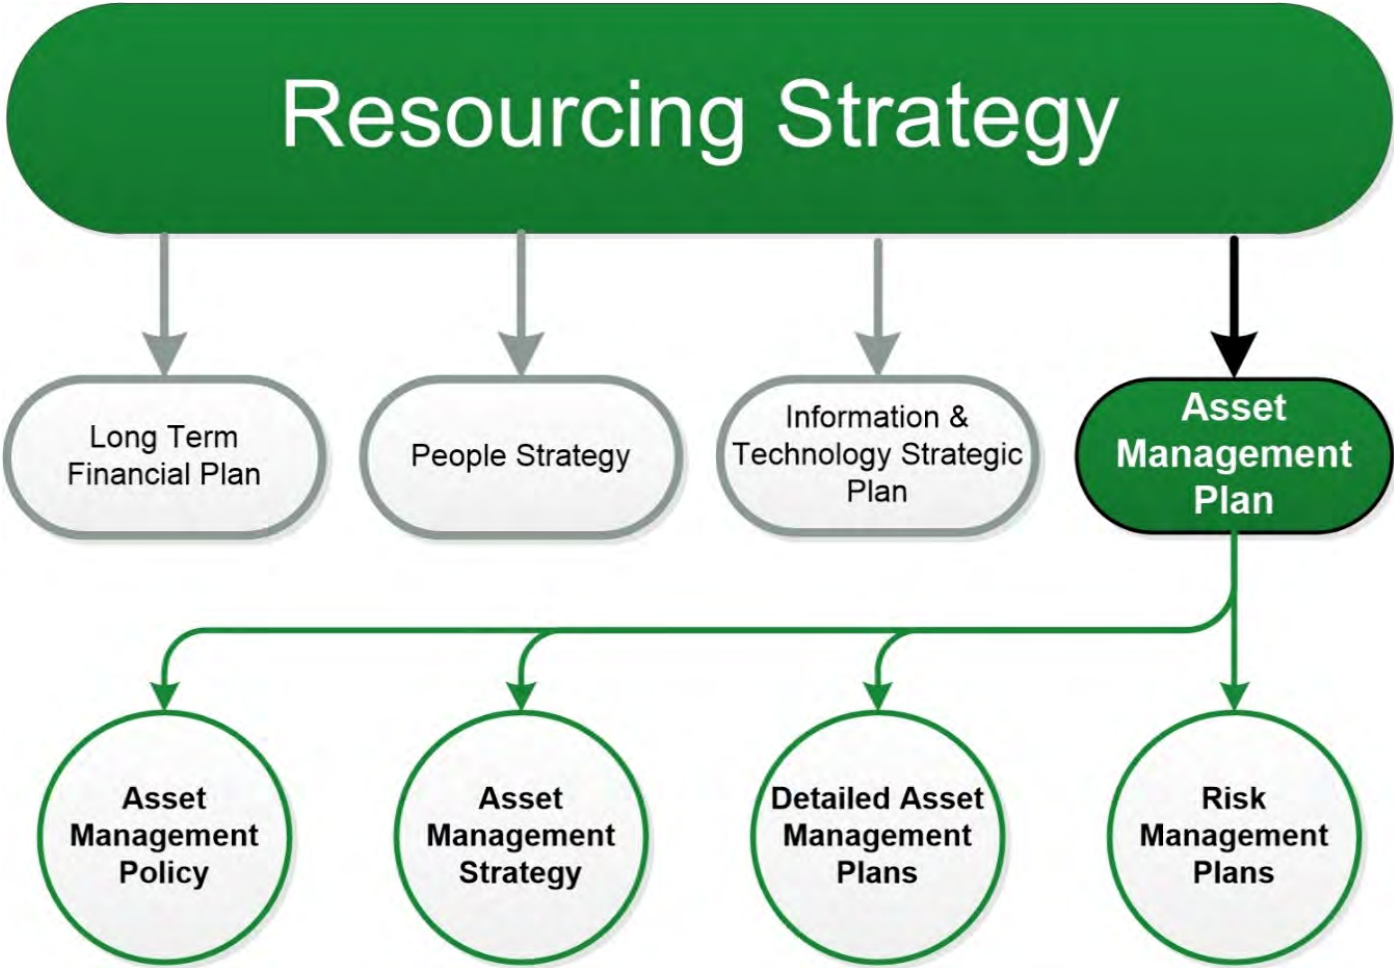 Resourcing Strategy
Long Term
Financial Plan
People Strategy
Information &
Technology Strategic
Plan
Asset
Management
Plan
Asset
Management
Policy
Asset
Management
Strategy
Detailed Asset
Management
Plans
Risk
Management
Plans